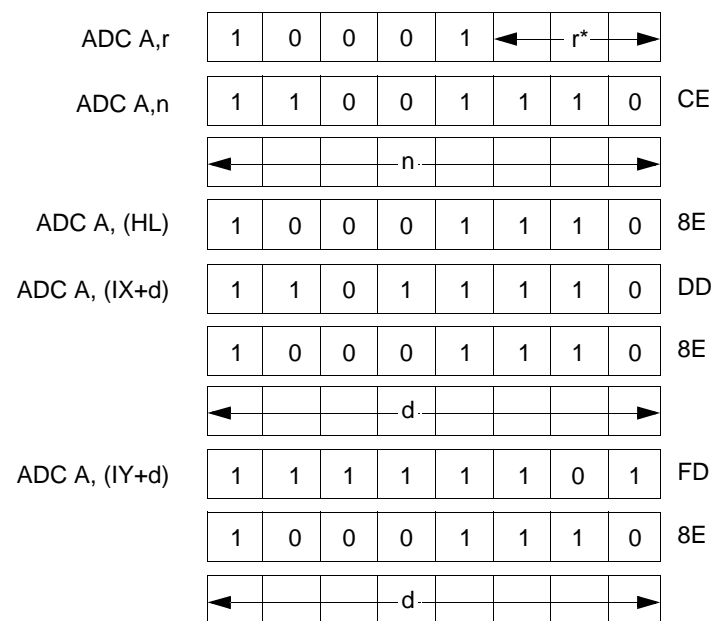 ADC A,r 1 0 0 0 1 r*
ADC A,n 1 1 0 0 1 1 1 0 CE
n
ADC A, (HL) 1 0 0 0 1 1 1 0 8E
ADC A, (IX+d) 1 1 0 1 1 1 1 0 DD
1 0 0 0 1 1 1 0 8E
d
ADC A, (IY+d) 1 1 1 1 1 1 0 1 FD
1 0 0 0 1 1 1 0 8E
d